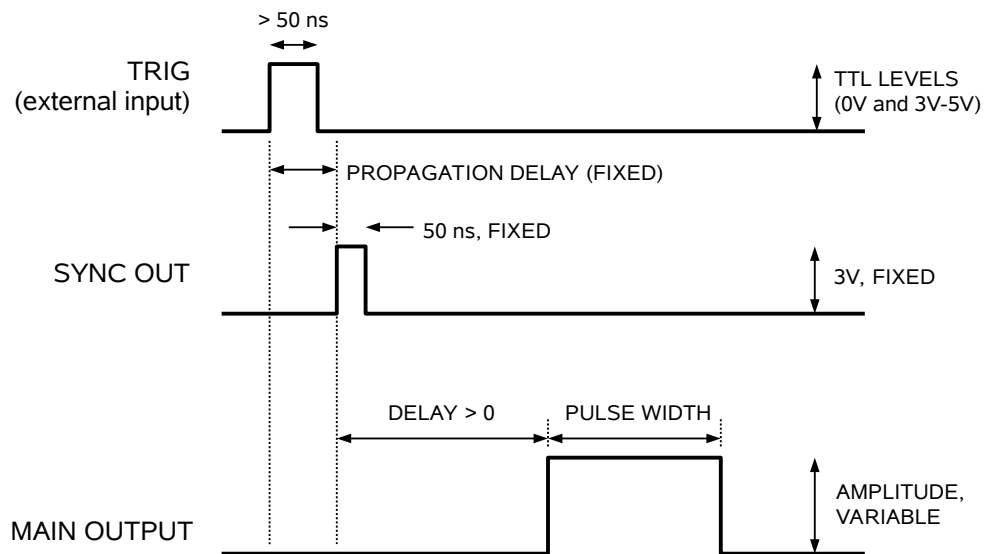 > 50 ns
TRIG
(external input)
TTL LEVELS
(0V and 3V-5V)
PROPAGATION DELAY (FIXED)
50 ns, FIXED
SYNC OUT
3V, FIXED
DELAY > 0
PULSE WIDTH
AMPLITUDE,
VARIABLE
MAIN OUTPUT